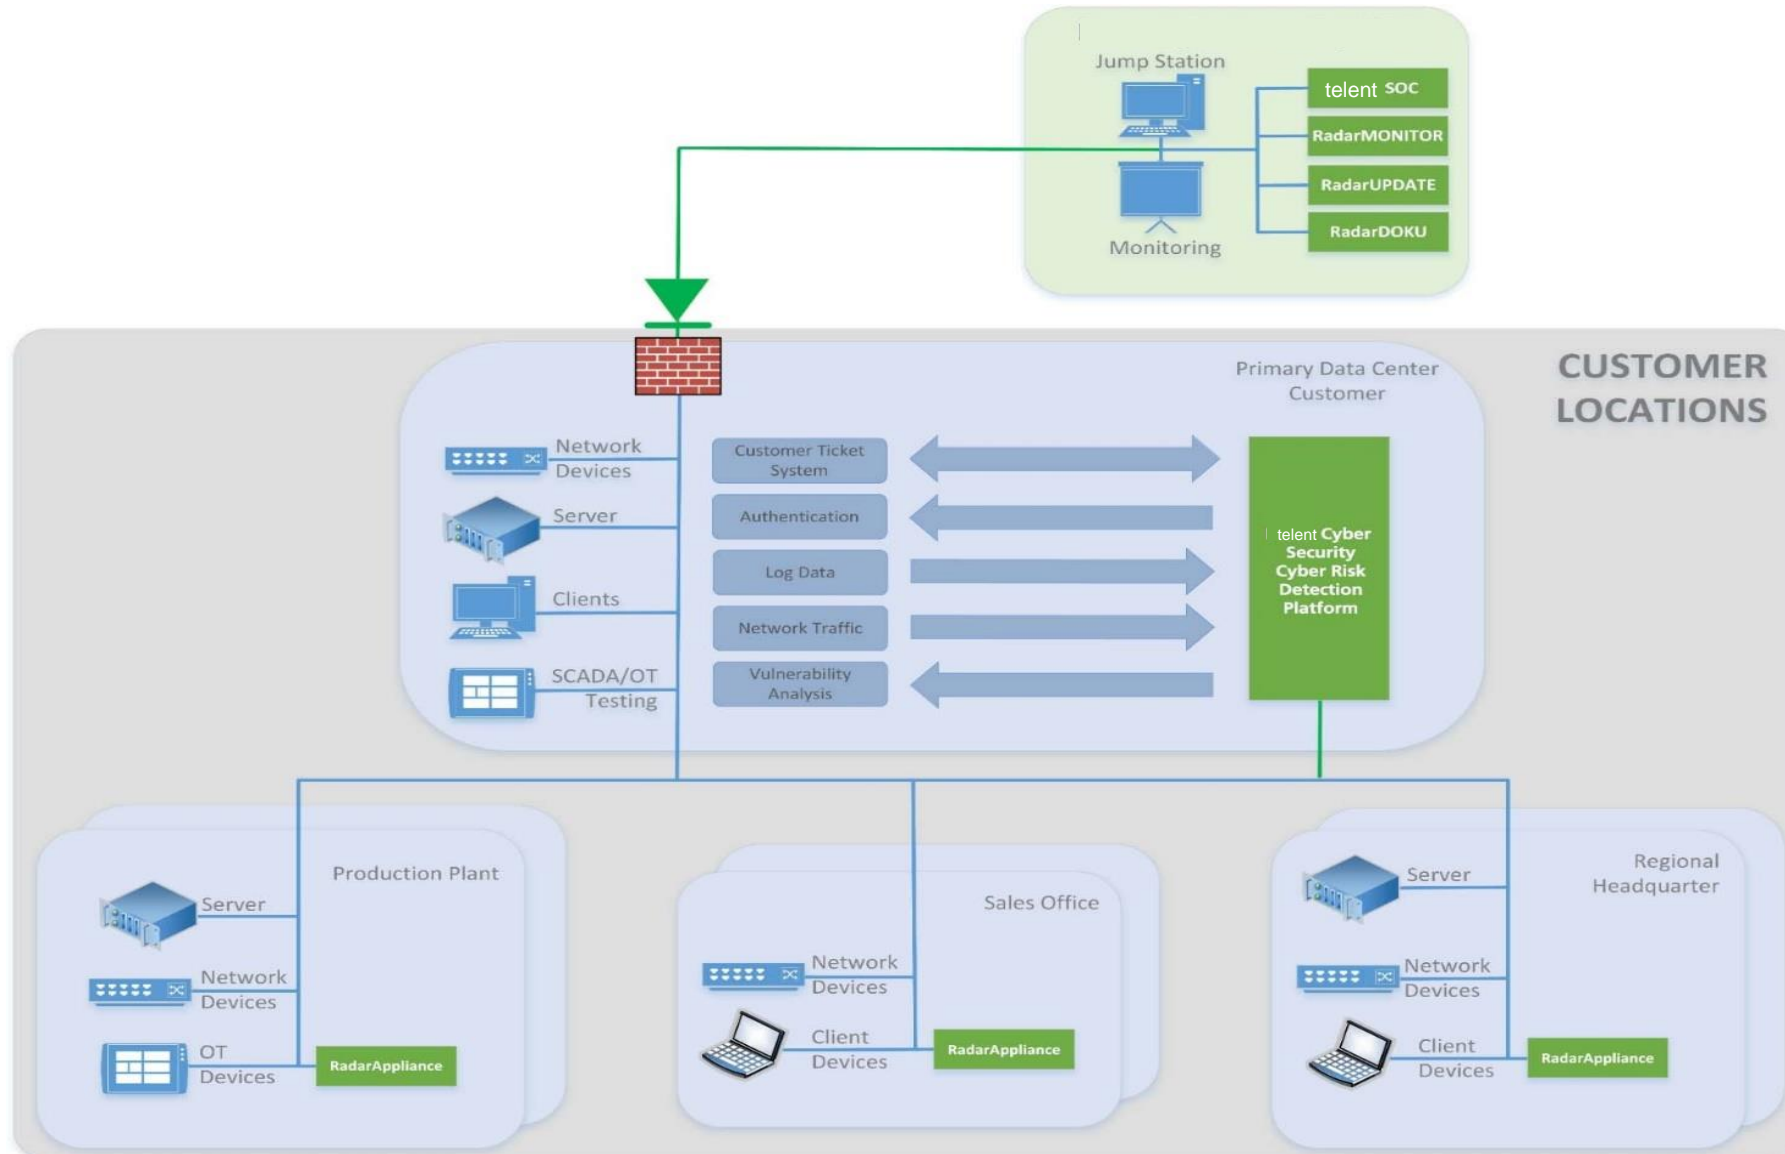 Jump Station
telent SOC
RadarMONITOR
RadarUPDATE
RadarDOKU
Monitoring
CUSTOMER
LOCATIONS
Primary Data Center
Customer
Network
Devices
Server
Clients
SCADA/OT
Testing
Customer Ticket
System
Authentication
Log Data
Network Traffic
Vulnerability
Analysis
telent Cyber
Security
Cyber Risk
Detection
Platform
Production Plant
Server
Network
Devices
OT
Devices
RadarAppliance
Sales Office
Network
Devices
Client
Devices
RadarAppliance
Regional
Headquarter
Server
Network
Devices
Client
Devices
RadarAppliance